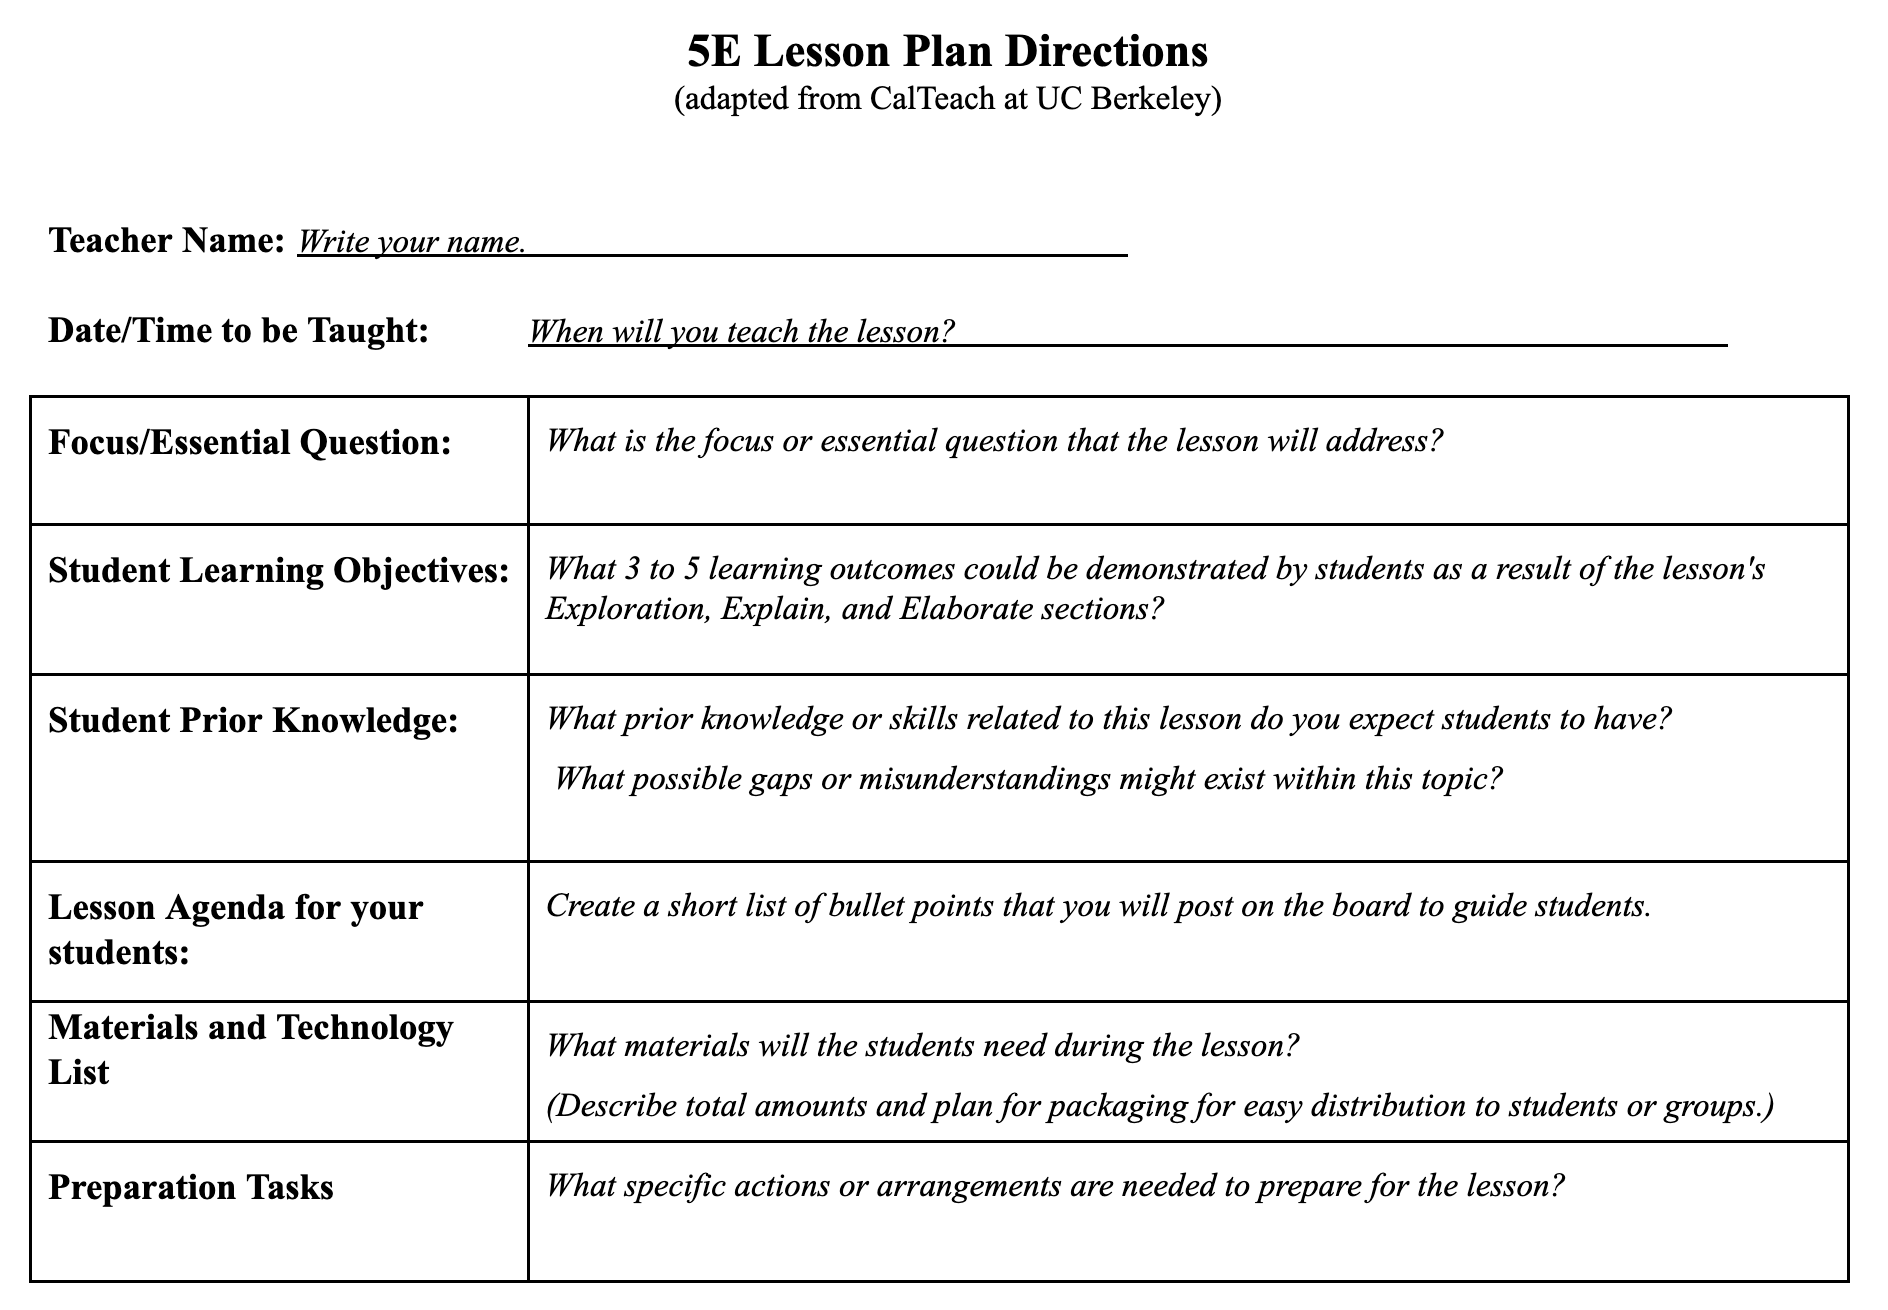 5E Lesson Plan Directions
(adapted from CalTeach at UC Berkeley)
Teacher Name: Write your name.
Date/Time to be Taught: When will you teach the lesson?
Focus/Essential Question:
What is the focus or essential question that the lesson will address?
Student Learning Objectives:
What 3 to 5 learning outcomes could be demonstrated by students as a result of the lesson's
Exploration, Explain, and Elaborate sections?
Student Prior Knowledge:
What prior knowledge or skills related to this lesson do you expect students to have?
What possible gaps or misunderstandings might exist within this topic?
Lesson Agenda for your
students:
Create a short list of bullet points that you will post on the board to guide students.
Materials and Technology
List
What materials will the students need during the lesson?
(Describe total amounts and plan for packaging for easy distribution to students or groups.)
Preparation Tasks
What specific actions or arrangements are needed to prepare for the lesson?